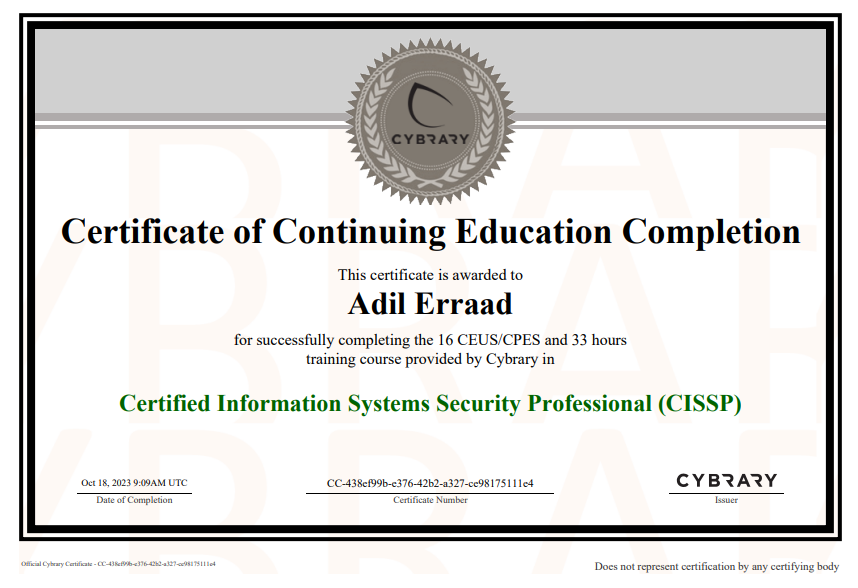 CYBRARY
Certificate of Continuing Education Completion
This certificate is awarded to
Adil Erraad
for successfully completing the 16 CEUS/CPES and 33 hours
training course provided by Cybrary in
Certified Information Systems Security Professional (CISSP)
Oct 18, 2023 9:09AM UTC
Date of Completion
CC-438ef99b-e376-42b2-a327-ce98175111e4
Certificate Number
CYBRARY
Issuer
Official Cybrary Certificate - CC-438ef99b-e376-42b2-a327-ce98175111e4
Does not represent certification by any certifying body